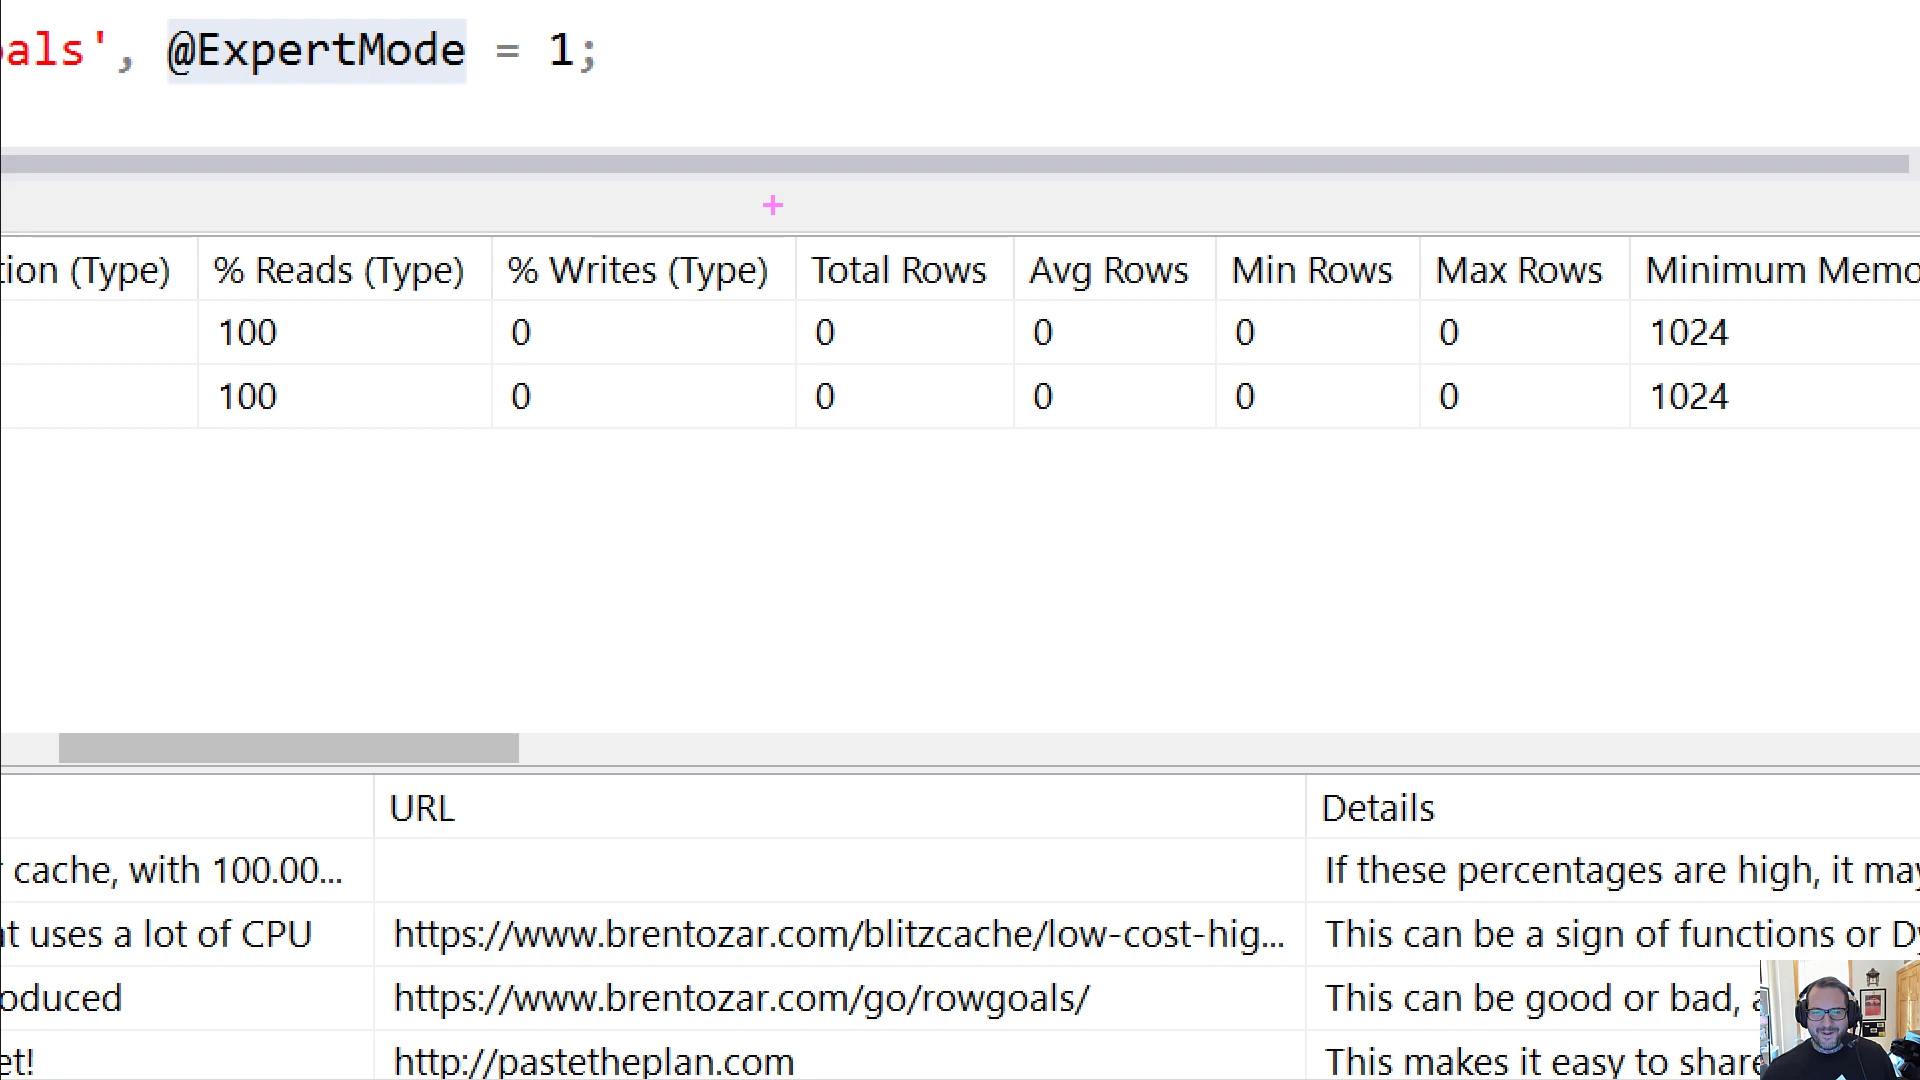 als', @ExpertMode = 1;
tion (Type) % Reads (Type) % Writes (Type) Total Rows Avg Rows Min Rows Max Rows Minimum Memo
100 0 0 0 0 0 1024
100 0 0 0 0 0 1024
URL Details
cache, with 100.00... If these percentages are high, it may
at uses a lot of CPU https://www.brentozar.com/blitzcache/low-cost-hig... This can be a sign of functions or Dy
oduced https://www.brentozar.com/go/rowgoals/ This can be good or bad, a
et! http://pastetheplan.com This makes it easy to share